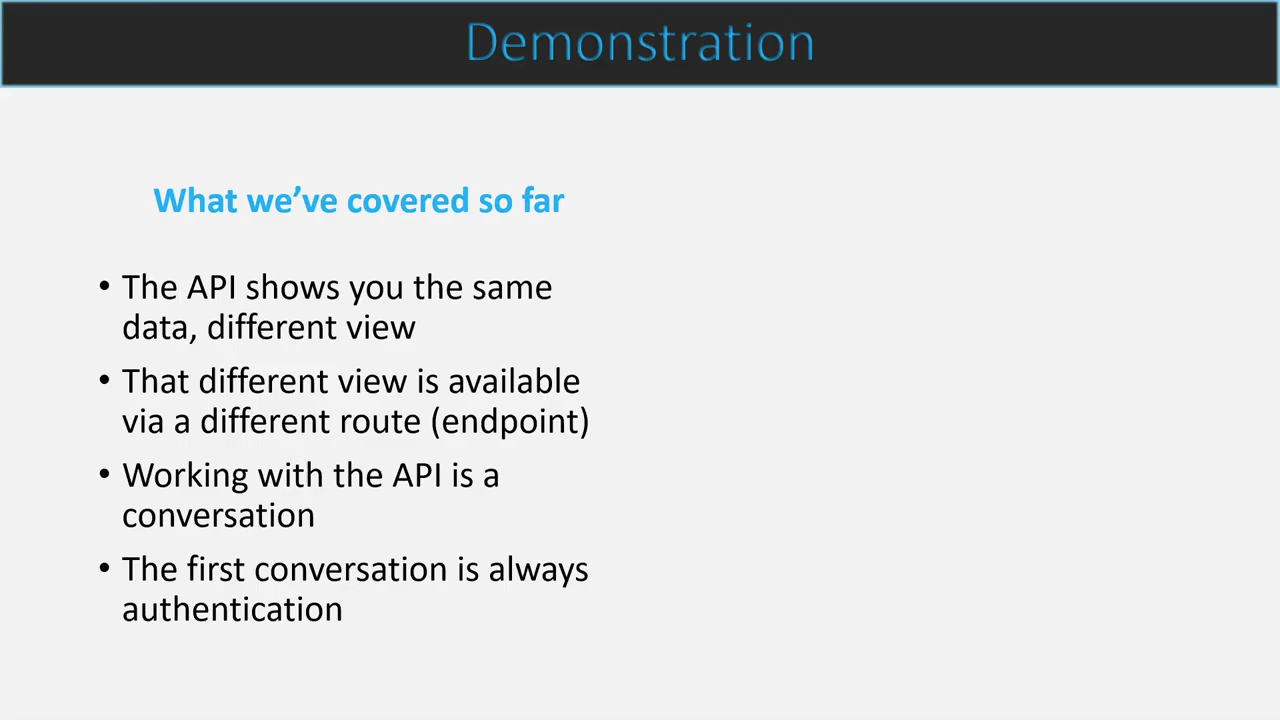 Demonstration
What we’ve covered so far
• The API shows you the same
data, different view
• That different view is available
via a different route (endpoint)
• Working with the API is a
conversation
• The first conversation is always
authentication